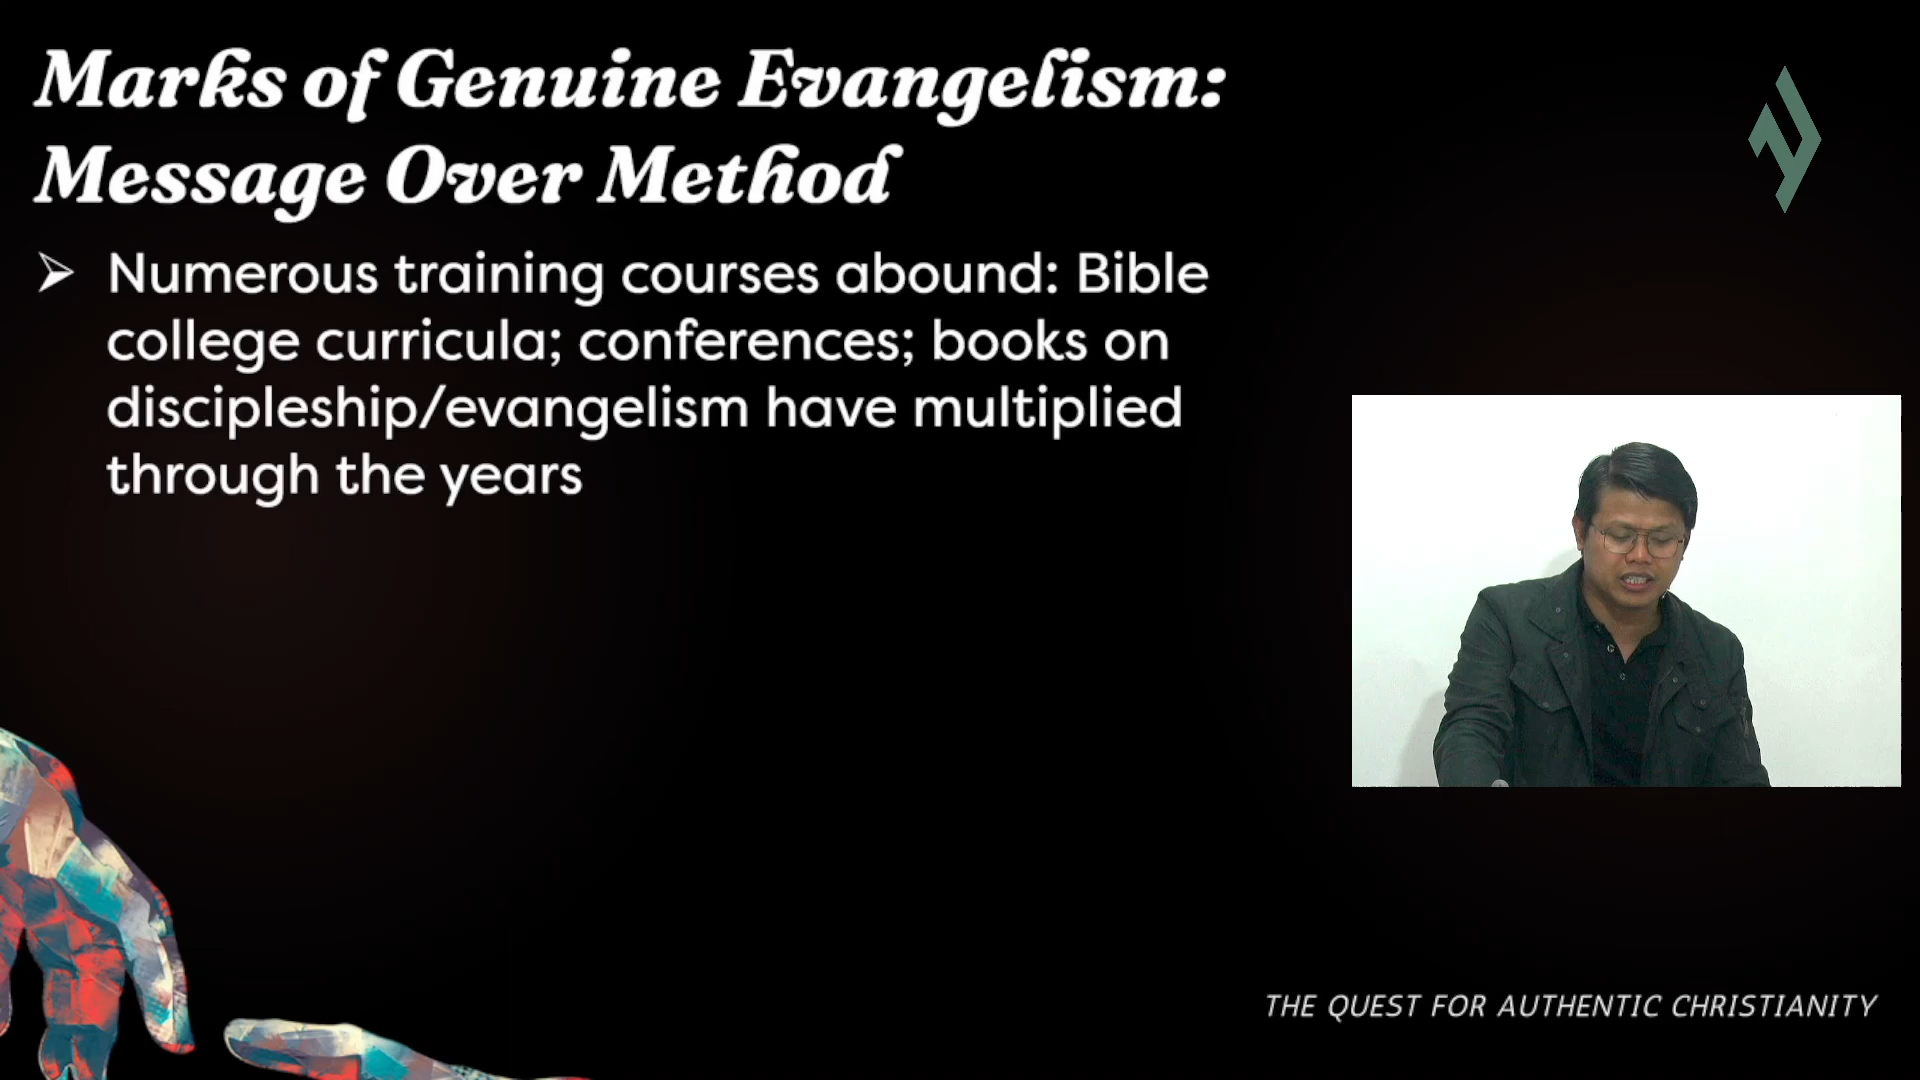 Marks of Genuine Evangelism:
Message Over Method
➢ Numerous training courses abound: Bible
college curricula; conferences; books on
discipleship/evangelism have multiplied
through the years
THE QUEST FOR AUTHENTIC CHRISTIANITY